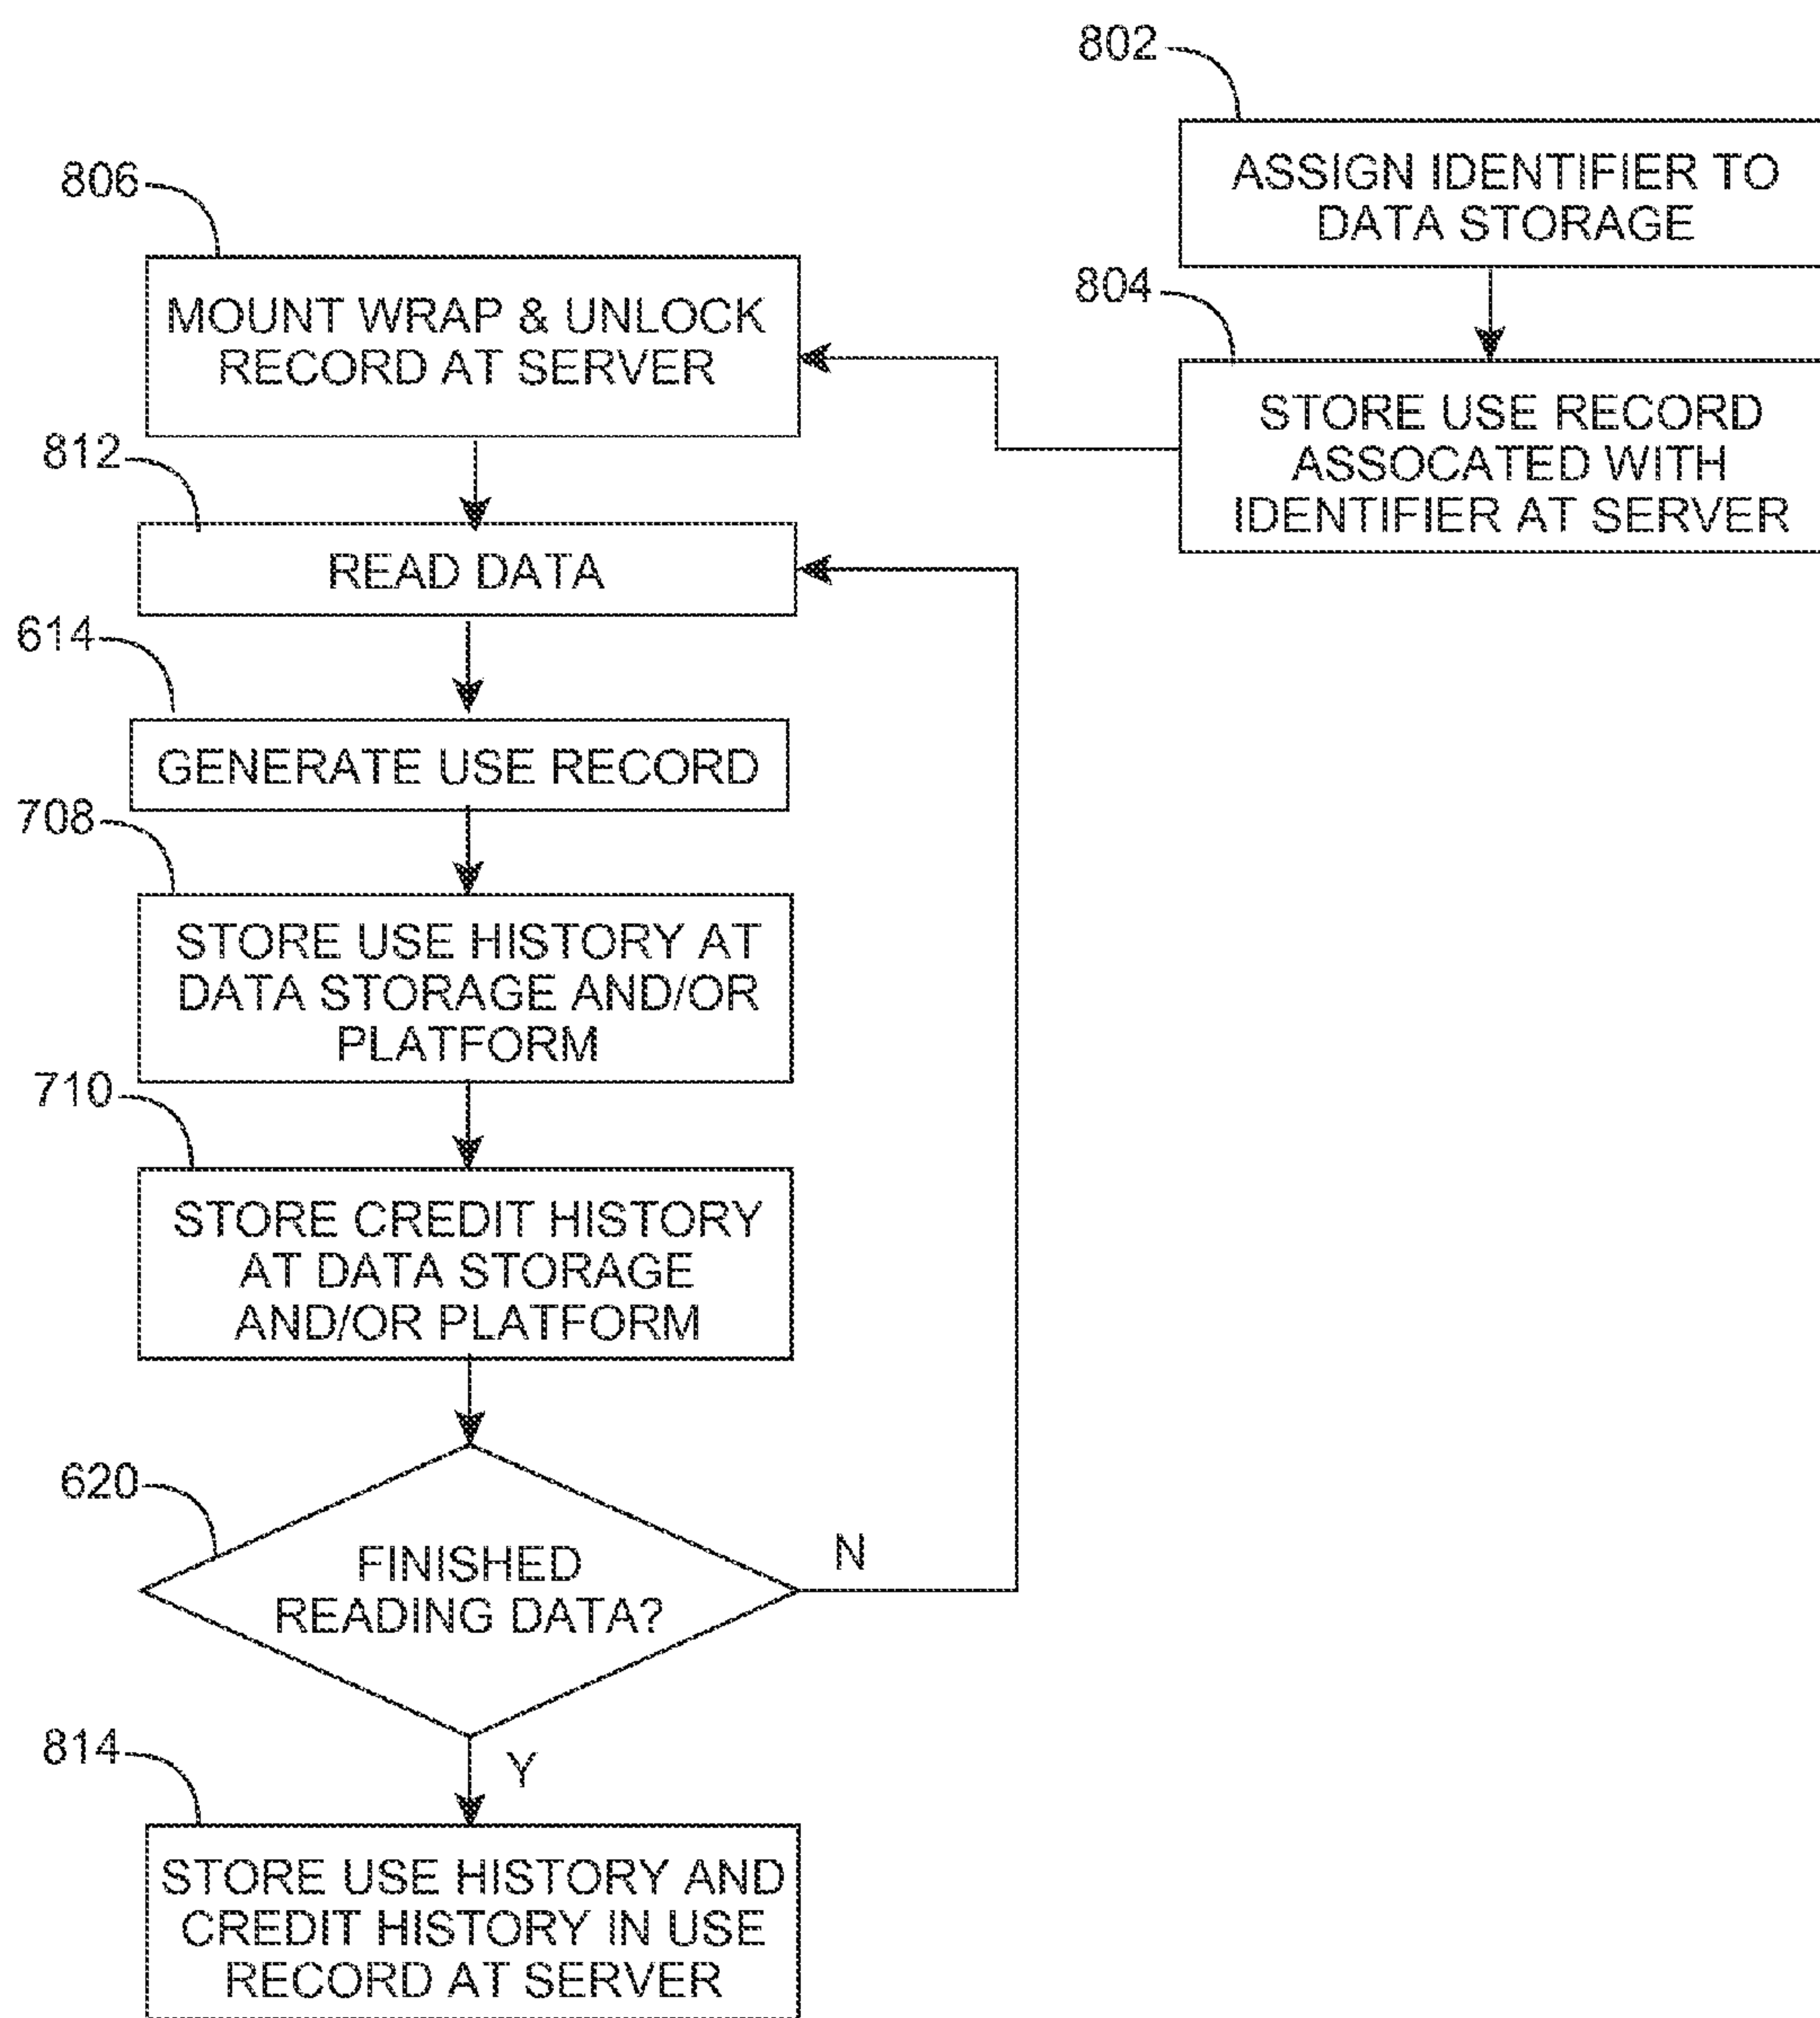 802
ASSIGN IDENTIFIER TO
DATA STORAGE
804
STORE USE RECORD
ASSOCATED WITH
IDENTIFIER AT SERVER
806
MOUNT WRAP & UNLOCK
RECORD AT SERVER
812
READ DATA
614
GENERATE USE RECORD
708
STORE USE HISTORY AT
DATA STORAGE AND/OR
PLATFORM
710
STORE CREDIT HISTORY
AT DATA STORAGE
AND/OR PLATFORM
620
FINISHED
READING DATA?
N
Y
814
STORE USE HISTORY AND
CREDIT HISTORY IN USE
RECORD AT SERVER